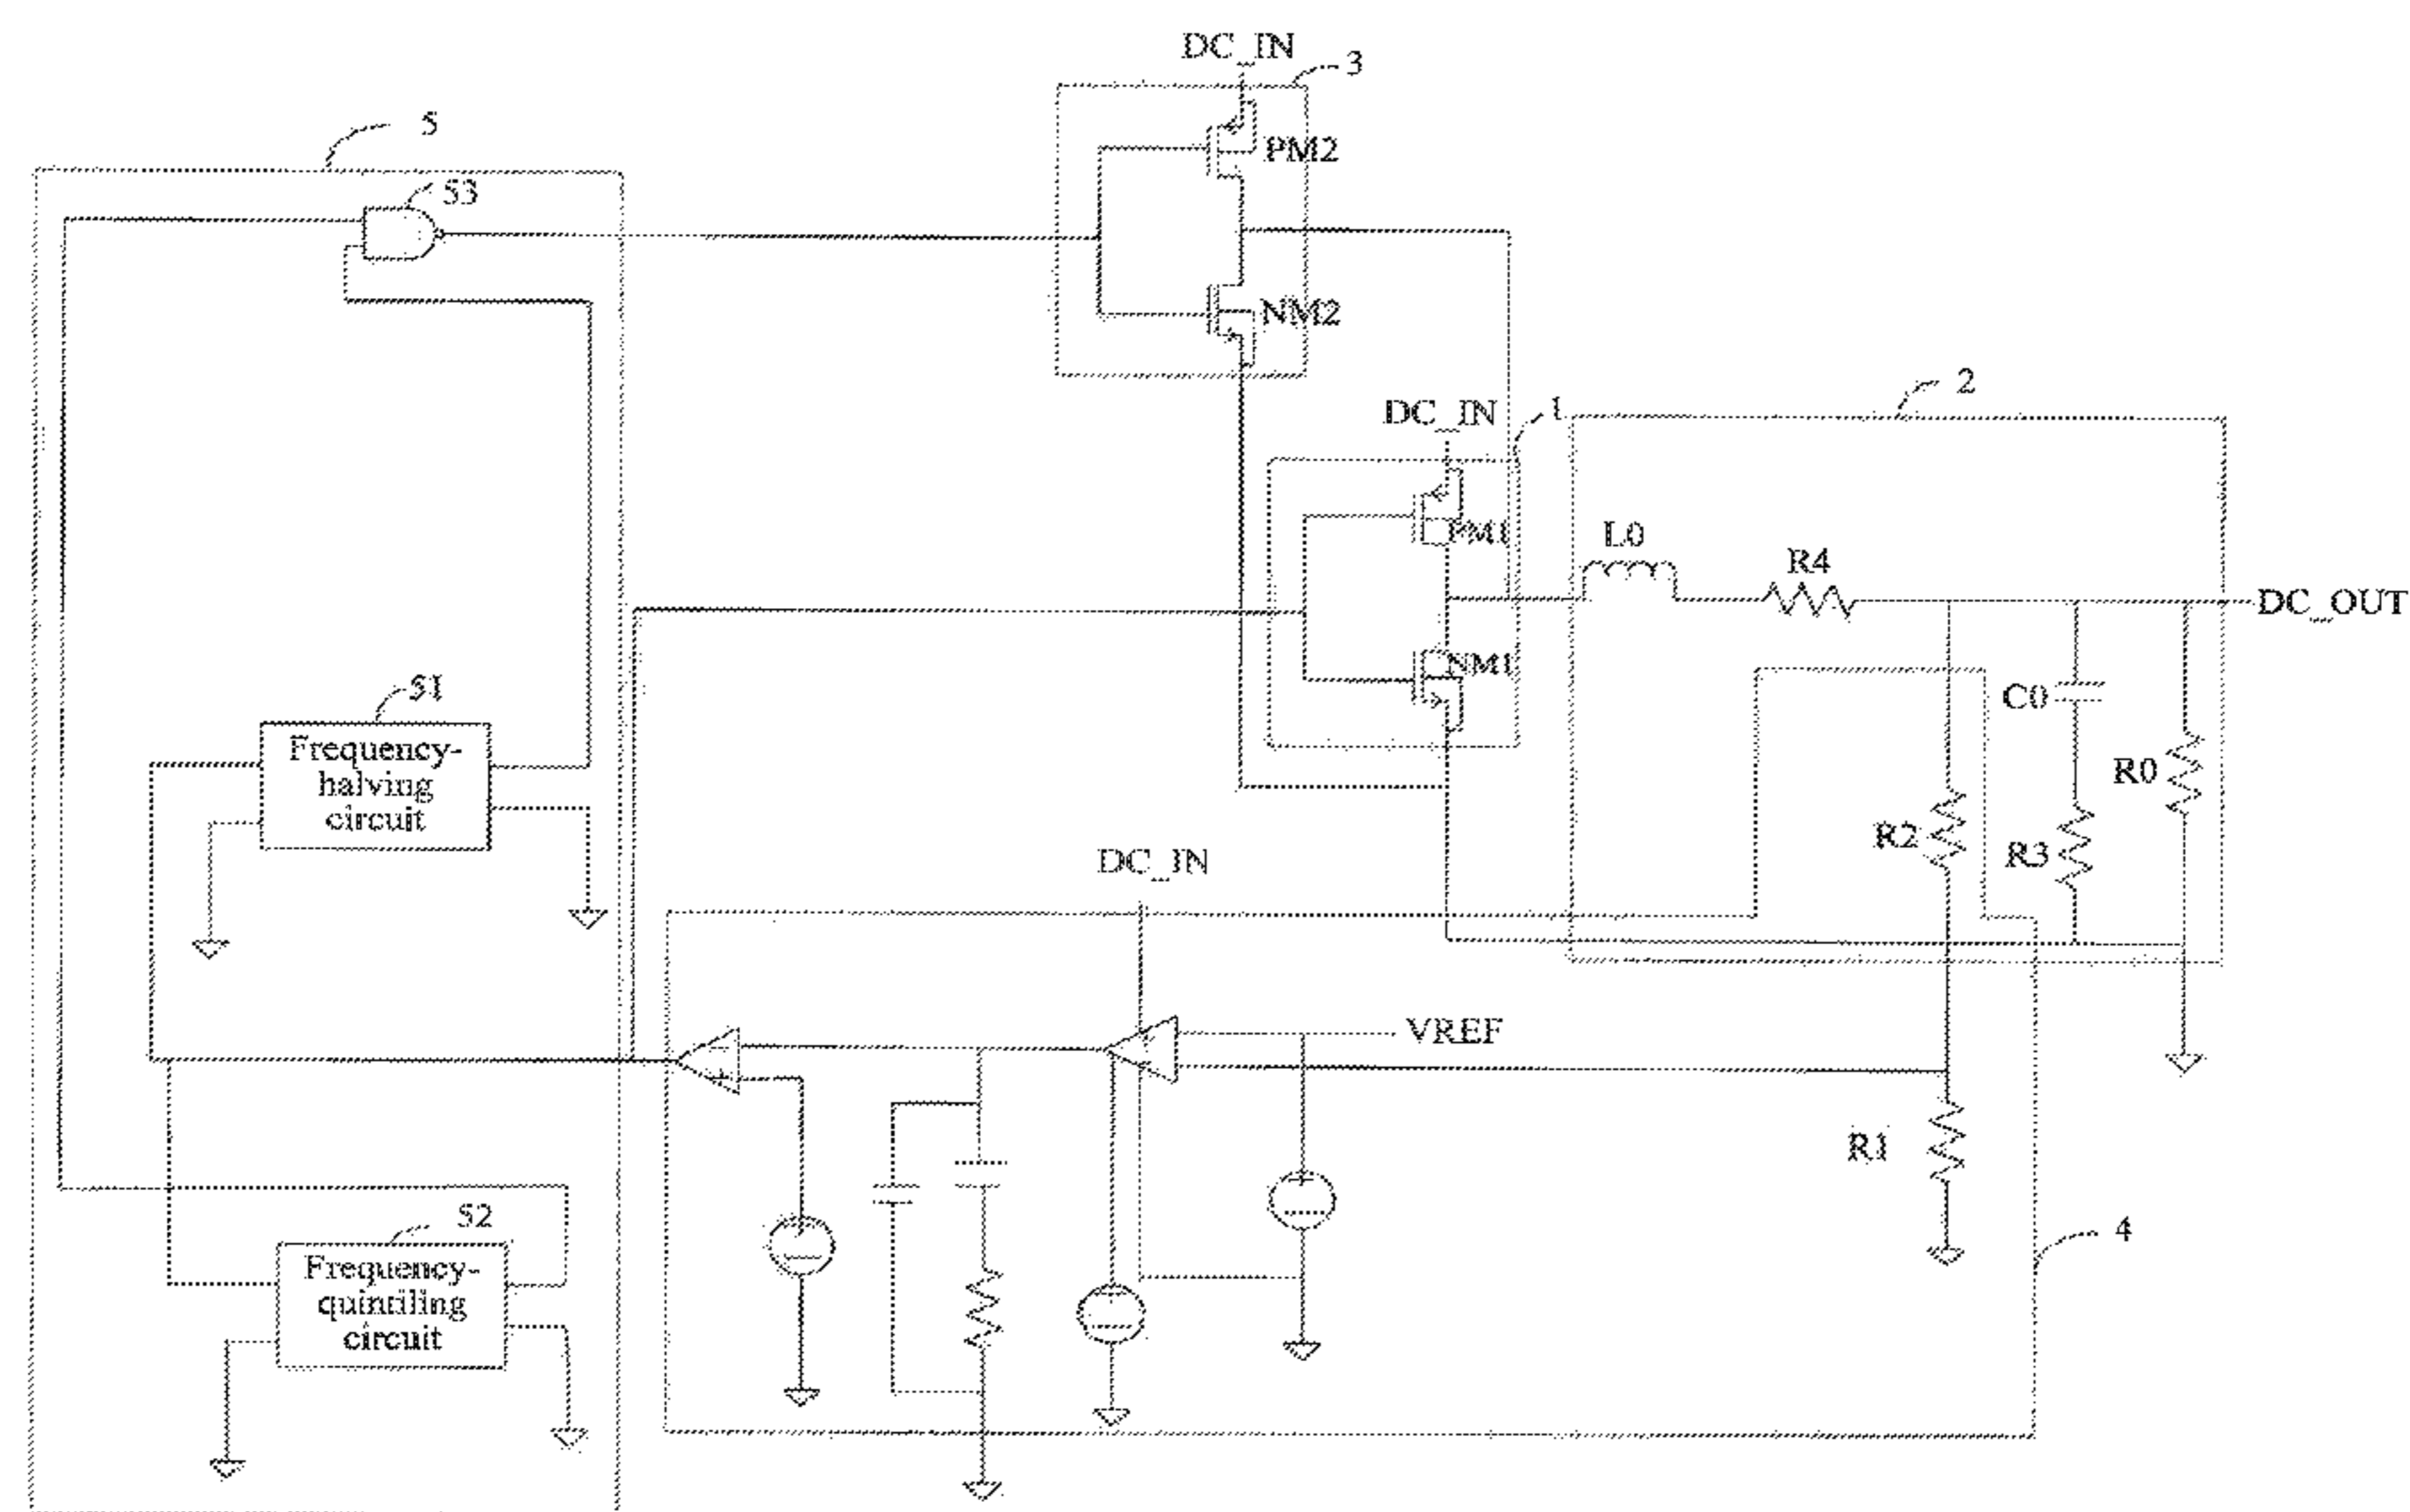 DC_IN
3
5
PM2
53
NM2
DC_IN
1
2
PM1
L0
R4
DC_OUT
NM1
51
C0
Frequency-
halving
circuit
R0
R2
R3
DC_IN
VREF
R1
52
4
Frequency-
quintiling
circuit